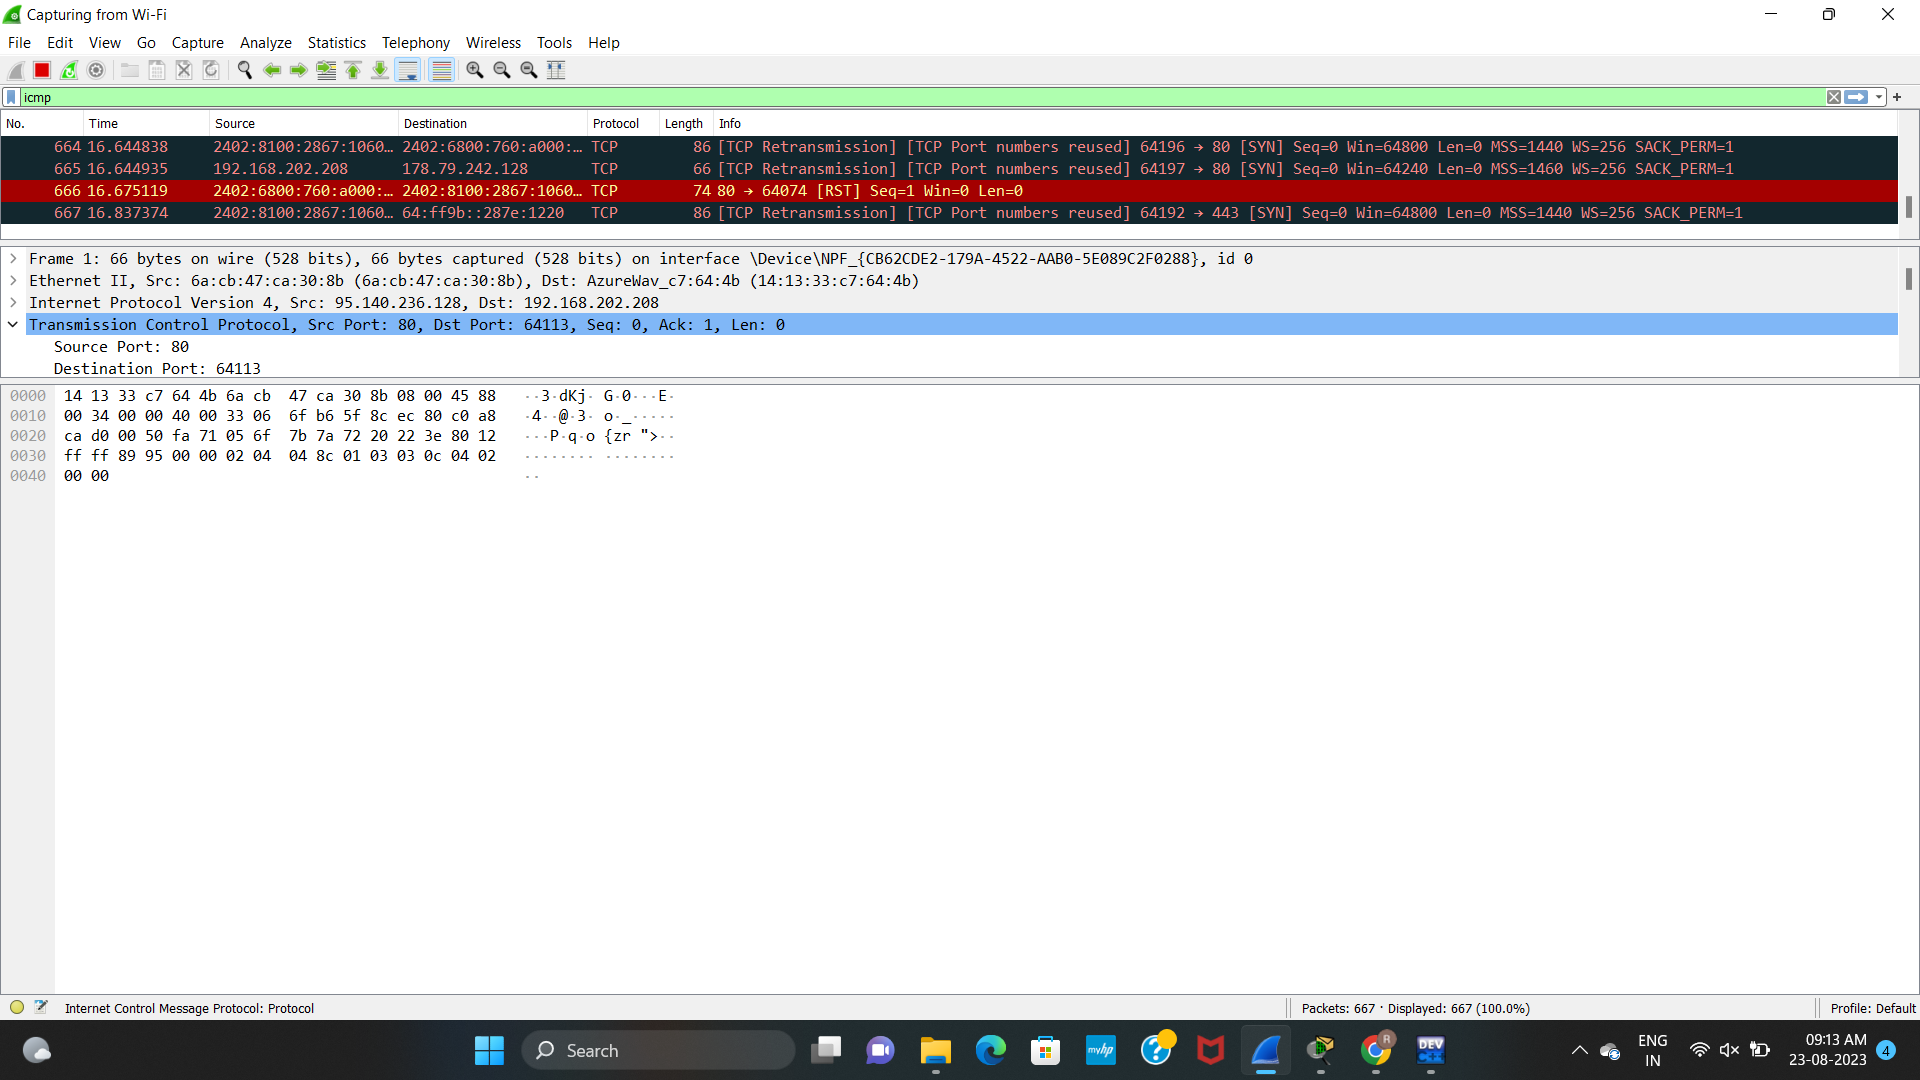 Capturing from Wi-Fi
File Edit View Go Capture Analyze Statistics Telephony Wireless Tools Help
icmp
No. Time Source Destination Protocol Length Info
664 16.644838 2402:8100:2867:1060… 2402:6800:760:a000:… TCP 86 [TCP Retransmission] [TCP Port numbers reused] 64196 → 80 [SYN] Seq=0 Win=64800 Len=0 MSS=1440 WS=256 SACK_PERM=1
665 16.644935 192.168.202.208 178.79.242.128 TCP 66 [TCP Retransmission] [TCP Port numbers reused] 64197 → 80 [SYN] Seq=0 Win=64240 Len=0 MSS=1460 WS=256 SACK_PERM=1
666 16.675119 2402:6800:760:a000:… 2402:8100:2867:1060… TCP 74 80 → 64074 [RST] Seq=1 Win=0 Len=0
667 16.837374 2402:8100:2867:1060… 64:ff9b::287e:1220 TCP 86 [TCP Retransmission] [TCP Port numbers reused] 64192 → 443 [SYN] Seq=0 Win=64800 Len=0 MSS=1440 WS=256 SACK_PERM=1
Frame 1: 66 bytes on wire (528 bits), 66 bytes captured (528 bits) on interface \Device\NPF_{CB62CDE2-179A-4522-AAB0-5E089C2F0288}, id 0
Ethernet II, Src: 6a:cb:47:ca:30:8b (6a:cb:47:ca:30:8b), Dst: AzureWav_c7:64:4b (14:13:33:c7:64:4b)
Internet Protocol Version 4, Src: 95.140.236.128, Dst: 192.168.202.208
Transmission Control Protocol, Src Port: 80, Dst Port: 64113, Seq: 0, Ack: 1, Len: 0
Source Port: 80
Destination Port: 64113
0000 14 13 33 c7 64 4b 6a cb 47 ca 30 8b 08 00 45 88 ··3·dKj· G·0···E·
0010 00 34 00 00 40 00 33 06 6f b6 5f 8c ec 80 c0 a8 ·4··@·3· o·_·····
0020 ca d0 00 50 fa 71 05 6f 7b 7a 72 20 22 3e 80 12 ···P·q·o {zr ">··
0030 ff ff 89 95 00 00 02 04 04 8c 01 03 03 0c 04 02 ········ ········
0040 00 00 ··
Internet Control Message Protocol: Protocol Packets: 667 · Displayed: 667 (100.0%) Profile: Default
Search
myhp
R
DEV
C++
ENG
IN
09:13 AM
23-08-2023
4